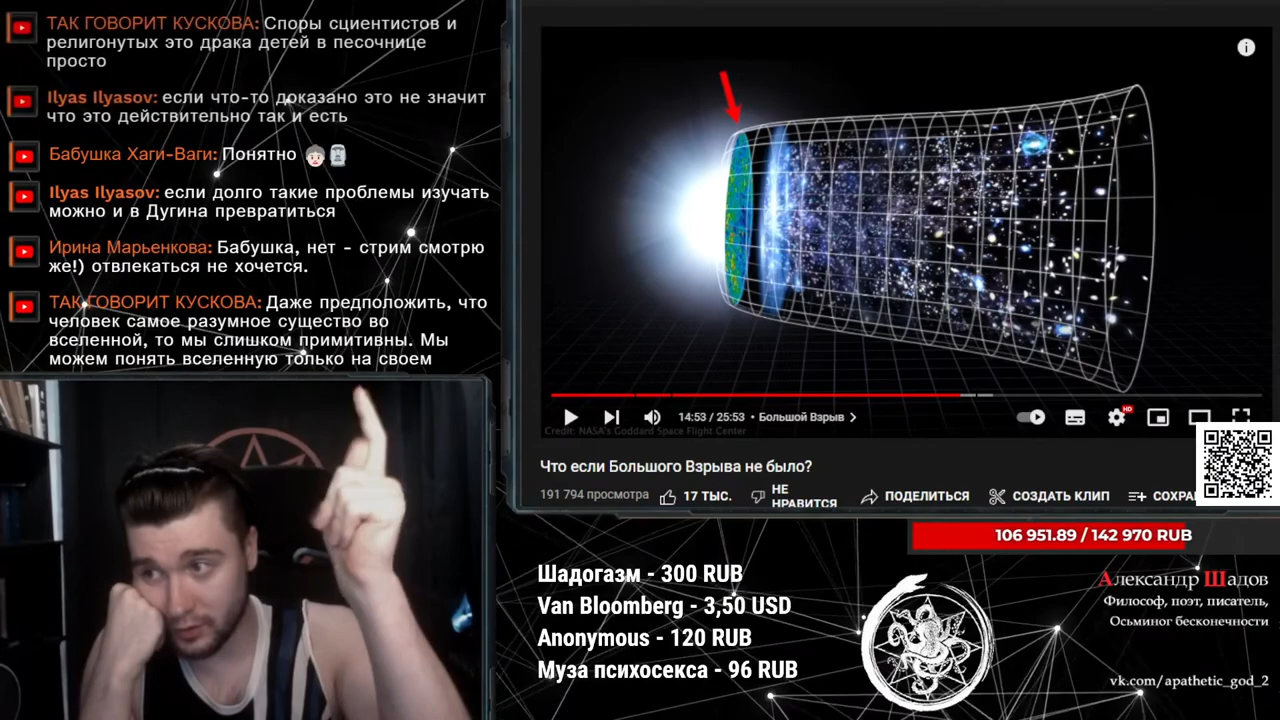 ТАК ГОВОРИТ КУСКОВА: Споры сциентистов и
религонутых это драка детей в песочнице
просто
Ilyas Ilyasov: если что-то доказано это не значит
что это действительно так и есть
Бабушка Хаги-Ваги: Понятно
Ilyas Ilyasov: если долго такие проблемы изучать
можно и в Дугина превратиться
Ирина Марьенкова: Бабушка, нет - стрим смотрю
же!) отвлекаться не хочется.
ТАК ГОВОРИТ КУСКОВА: Даже предположить, что
человек самое разумное существо во
вселенной, то мы слишком примитивны. Мы
можем понять вселенную только на своем
14:53 / 25:53 • Большой Взрыв
HD
Credit: NASA's Goddard Space Flight Center
Что если Большого Взрыва не было?
191 794 просмотра
17 ТЫС.
НЕ
НРАВИТСЯ
ПОДЕЛИТЬСЯ
СОЗДАТЬ КЛИП
СОХРАН
106 951.89 / 142 970 RUB
Шадогазм - 300 RUB
Van Bloomberg - 3,50 USD
Anonymous - 120 RUB
Муза психосекса - 96 RUB
Александр Шадов
Философ, поэт, писатель,
Осьминог бесконечности
vk.com/apathetic_god_2